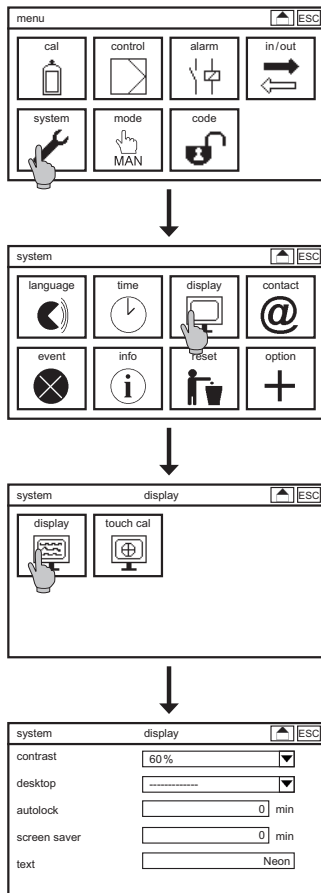 menu ESC
cal control alarm in/out
system mode code
MAN
system ESC
language time display contact
@
event info reset option
i
system display ESC
display touch cal
system display ESC
contrast 60%
desktop -------------
autolock 0 min
screen saver 0 min
text Neon